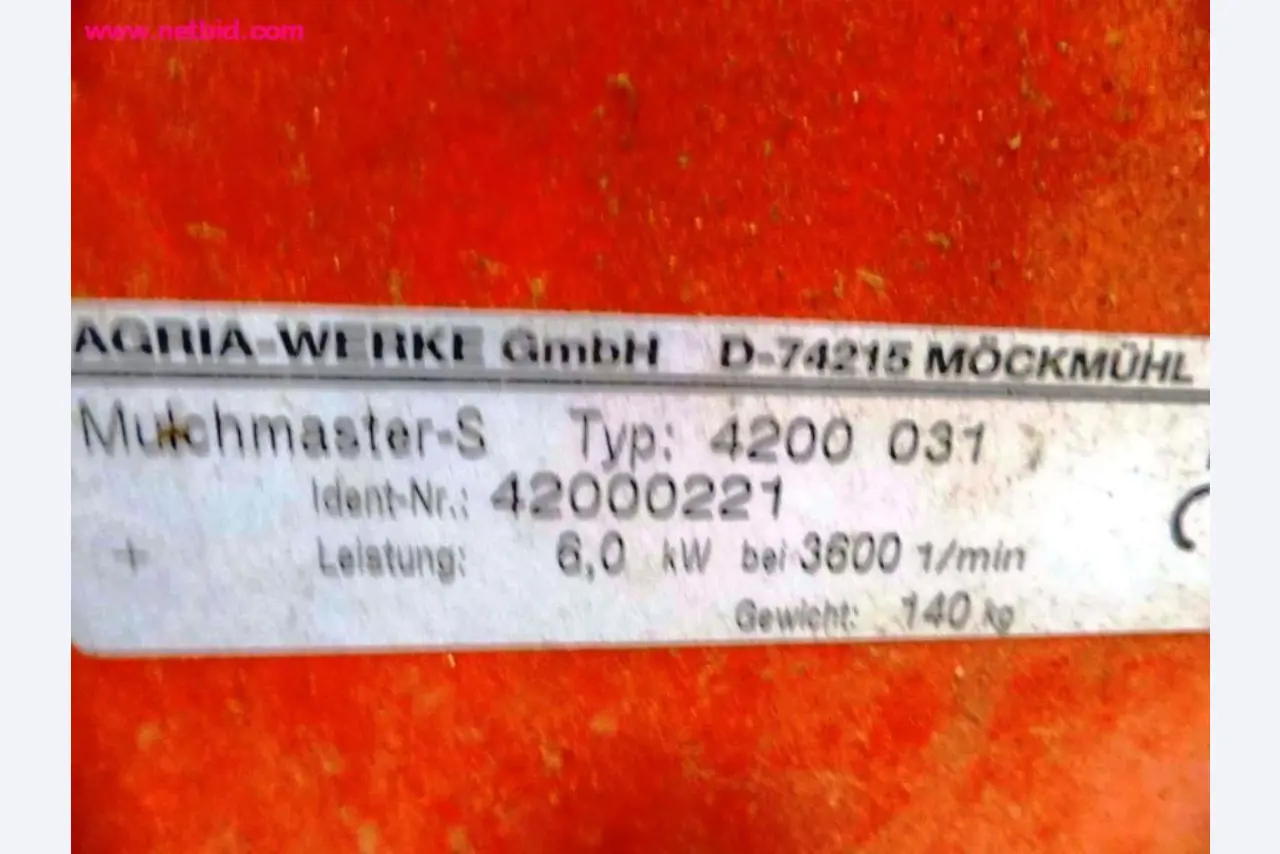 www.netbid.com
AGRIA-WERKE GmbH D-74215 MÖCKMÜHL
Mulchmaster-S Typ: 4200 031
Ident-Nr.: 42000221
Leistung: 6,0 kW bei 3600 1/min
Gewicht: 140 kg